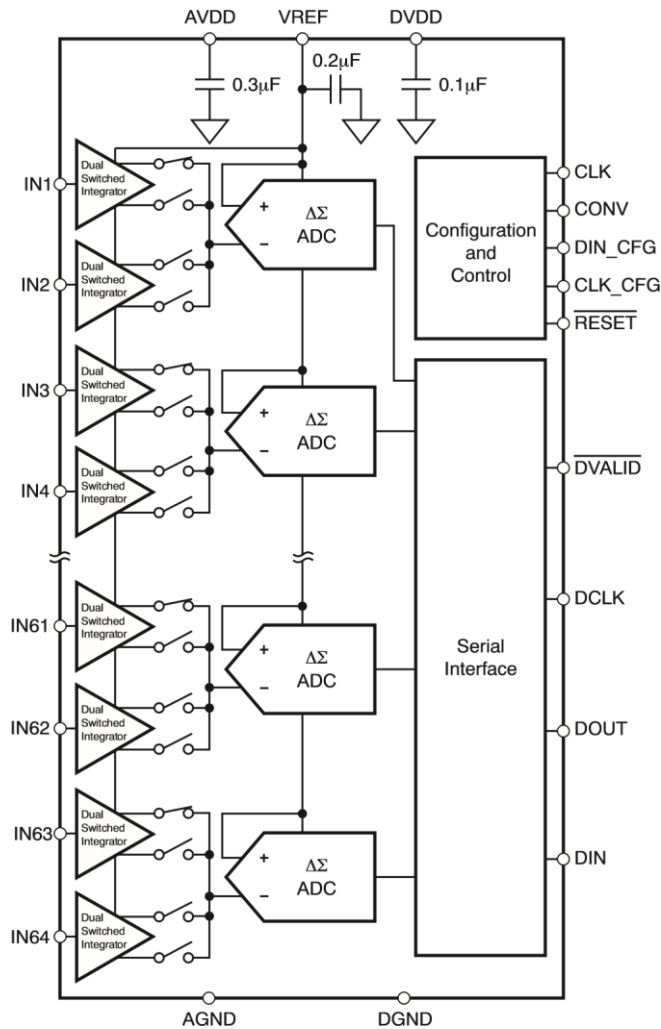 AVDD
VREF
DVDD
0.3µF
0.2µF
0.1µF
IN1
Dual
Switched
Integrator
+
−
ΔΣ
ADC
IN2
Dual
Switched
Integrator
Configuration
and
Control
CLK
CONV
DIN_CFG
CLK_CFG
RESET
IN3
Dual
Switched
Integrator
+
−
ΔΣ
ADC
IN4
Dual
Switched
Integrator
DVALID
IN61
Dual
Switched
Integrator
+
−
ΔΣ
ADC
IN62
Dual
Switched
Integrator
Serial
Interface
DCLK
DOUT
DIN
IN63
Dual
Switched
Integrator
+
−
ΔΣ
ADC
IN64
Dual
Switched
Integrator
AGND
DGND